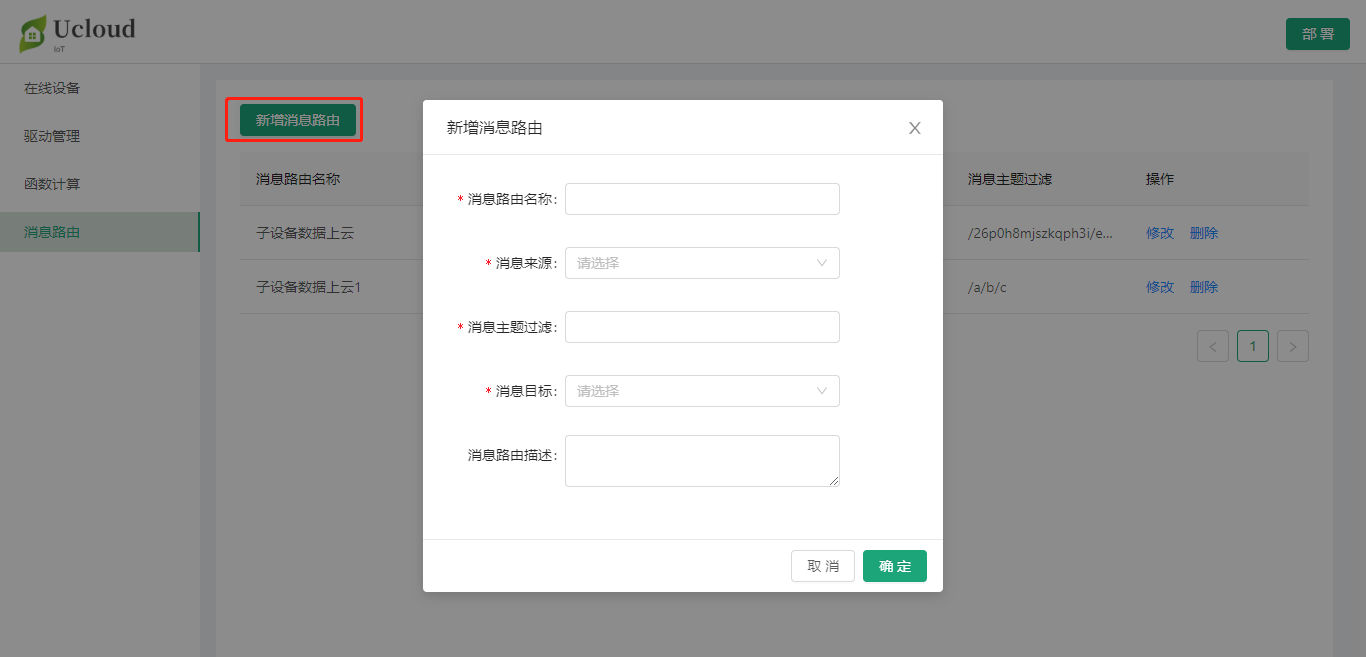 Ucloud
IoT
部 署
在线设备
驱动管理
函数计算
消息路由
新增消息路由
消息路由名称
消息主题过滤
操作
子设备数据上云
/26p0h8mjszkqph3i/e...
修改
删除
子设备数据上云1
/a/b/c
修改
删除
<
1
>
新增消息路由
X
* 消息路由名称:
* 消息来源:
请选择
* 消息主题过滤:
* 消息目标:
请选择
消息路由描述:
取 消
确 定